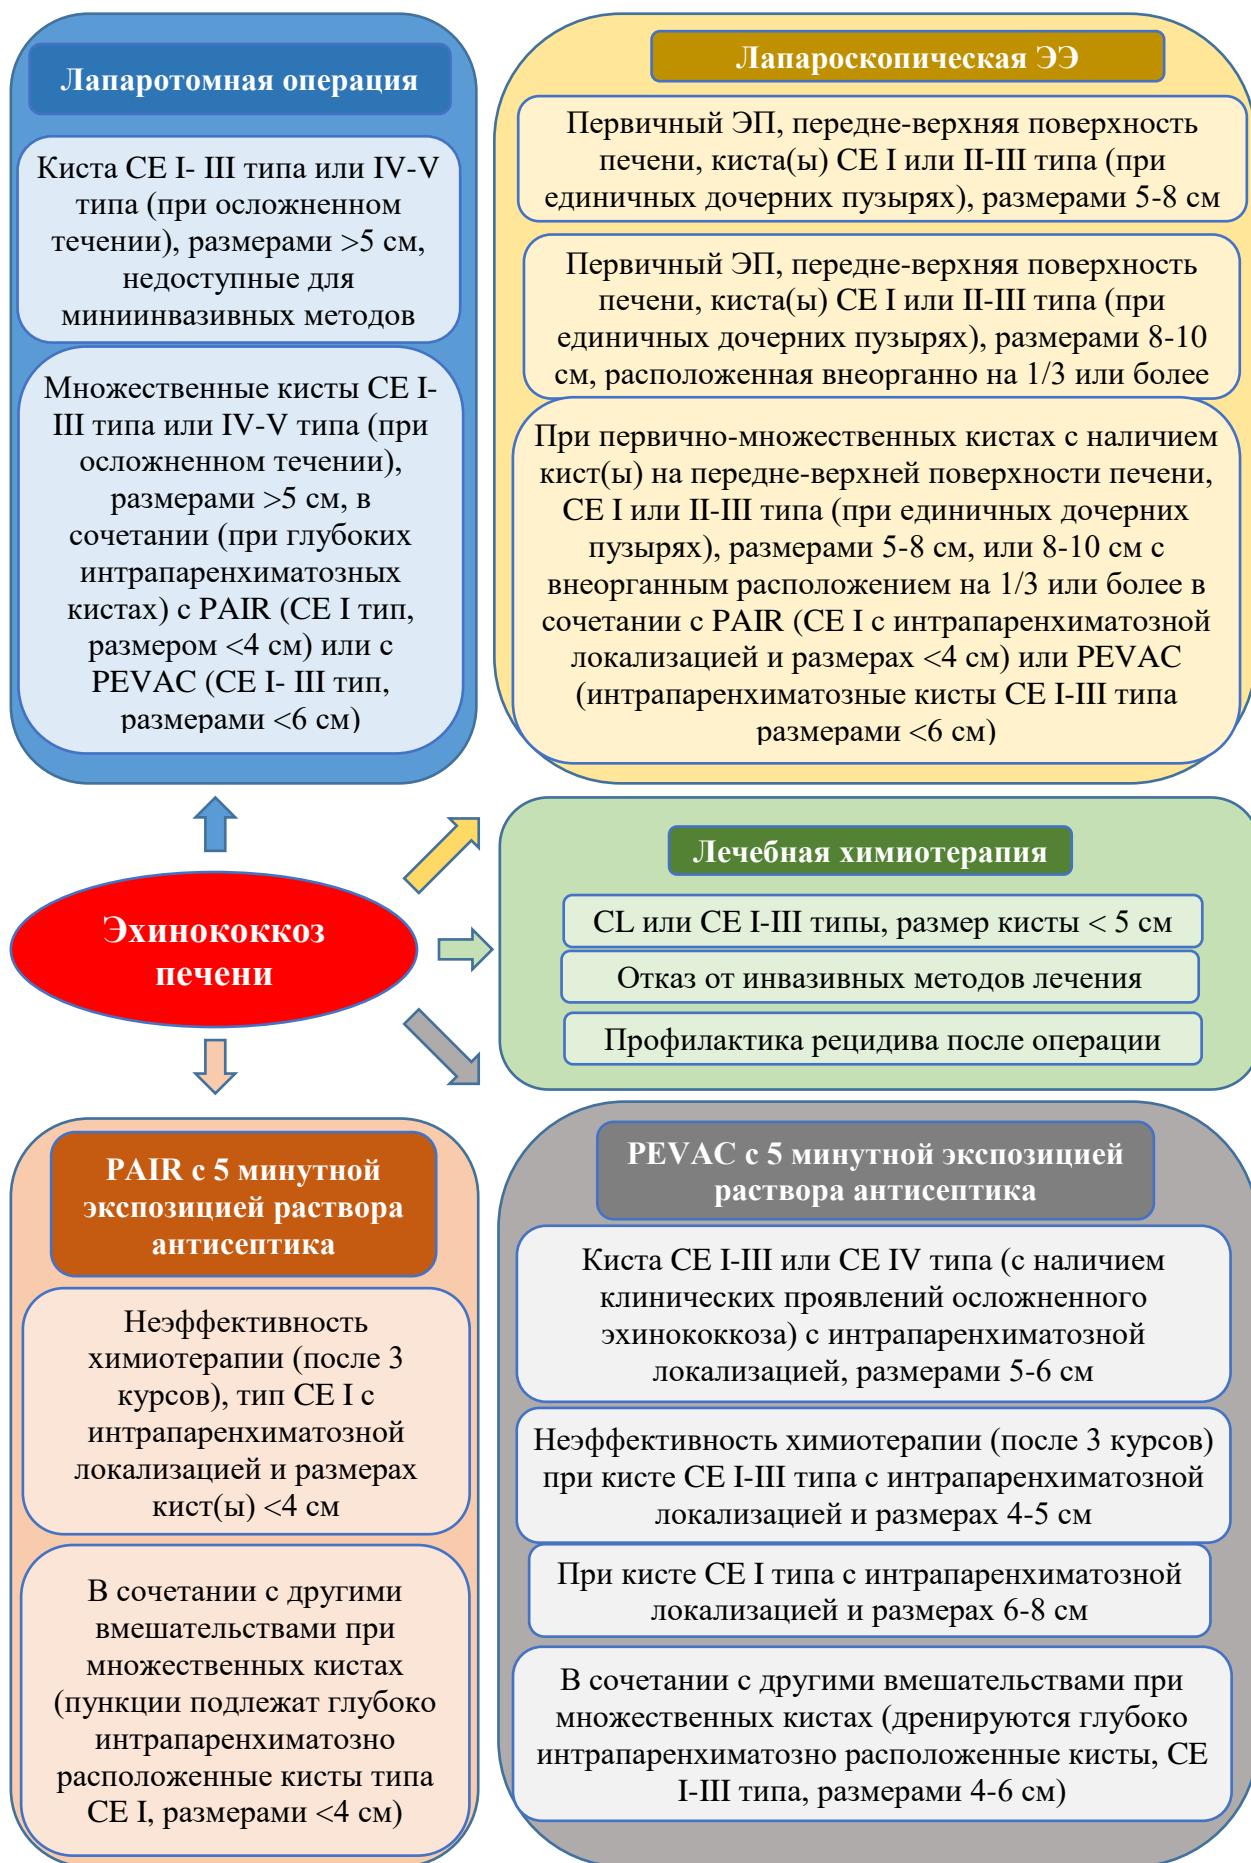 Лапаротомная операция
Киста CE I- III типа или IV-V
типа (при осложненном
течении), размерами >5 см,
недоступные для
миниинвазивных методов
Множественные кисты CE I-
III типа или IV-V типа (при
осложненном течении),
размерами >5 см, в
сочетании (при глубоких
интрапаренхиматозных
кистах) с PAIR (CE I тип,
размером <4 см) или с
PEVAC (CE I- III тип,
размерами <6 см)
Лапароскопическая ЭЭ
Первичный ЭП, передне-верхняя поверхность
печени, киста(ы) CE I или II-III типа (при
единичных дочерних пузырях), размерами 5-8 см
Первичный ЭП, передне-верхняя поверхность
печени, киста(ы) CE I или II-III типа (при
единичных дочерних пузырях), размерами 8-10
см, расположенная внеорганно на 1/3 или более
При первично-множественных кистах с наличием
кист(ы) на передне-верхней поверхности печени,
CE I или II-III типа (при единичных дочерних
пузырях), размерами 5-8 см, или 8-10 см с
внеорганным расположением на 1/3 или более в
сочетании с PAIR (CE I с интрапаренхиматозной
локализацией и размерах <4 см) или PEVAC
(интрапаренхиматозные кисты CE I-III типа
размерами <6 см)
Эхинококкоз
печени
Лечебная химиотерапия
CL или CE I-III типы, размер кисты < 5 см
Отказ от инвазивных методов лечения
Профилактика рецидива после операции
PAIR с 5 минутной
экспозицией раствора
антисептика
Неэффективность
химиотерапии (после 3
курсов), тип CE I с
интрапаренхиматозной
локализацией и размерах
кист(ы) <4 см
В сочетании с другими
вмешательствами при
множественных кистах
(пункции подлежат глубоко
интрапаренхиматозно
расположенные кисты типа
CE I, размерами <4 см)
PEVAC с 5 минутной экспозицией
раствора антисептика
Киста CE I-III или CE IV типа (с наличием
клинических проявлений осложненного
эхинококкоза) с интрапаренхиматозной
локализацией, размерами 5-6 см
Неэффективность химиотерапии (после 3 курсов)
при кисте CE I-III типа с интрапаренхиматозной
локализацией и размерах 4-5 см
При кисте CE I типа с интрапаренхиматозной
локализацией и размерах 6-8 см
В сочетании с другими вмешательствами при
множественных кистах (дренируются глубоко
интрапаренхиматозно расположенные кисты, CE
I-III типа, размерами 4-6 см)